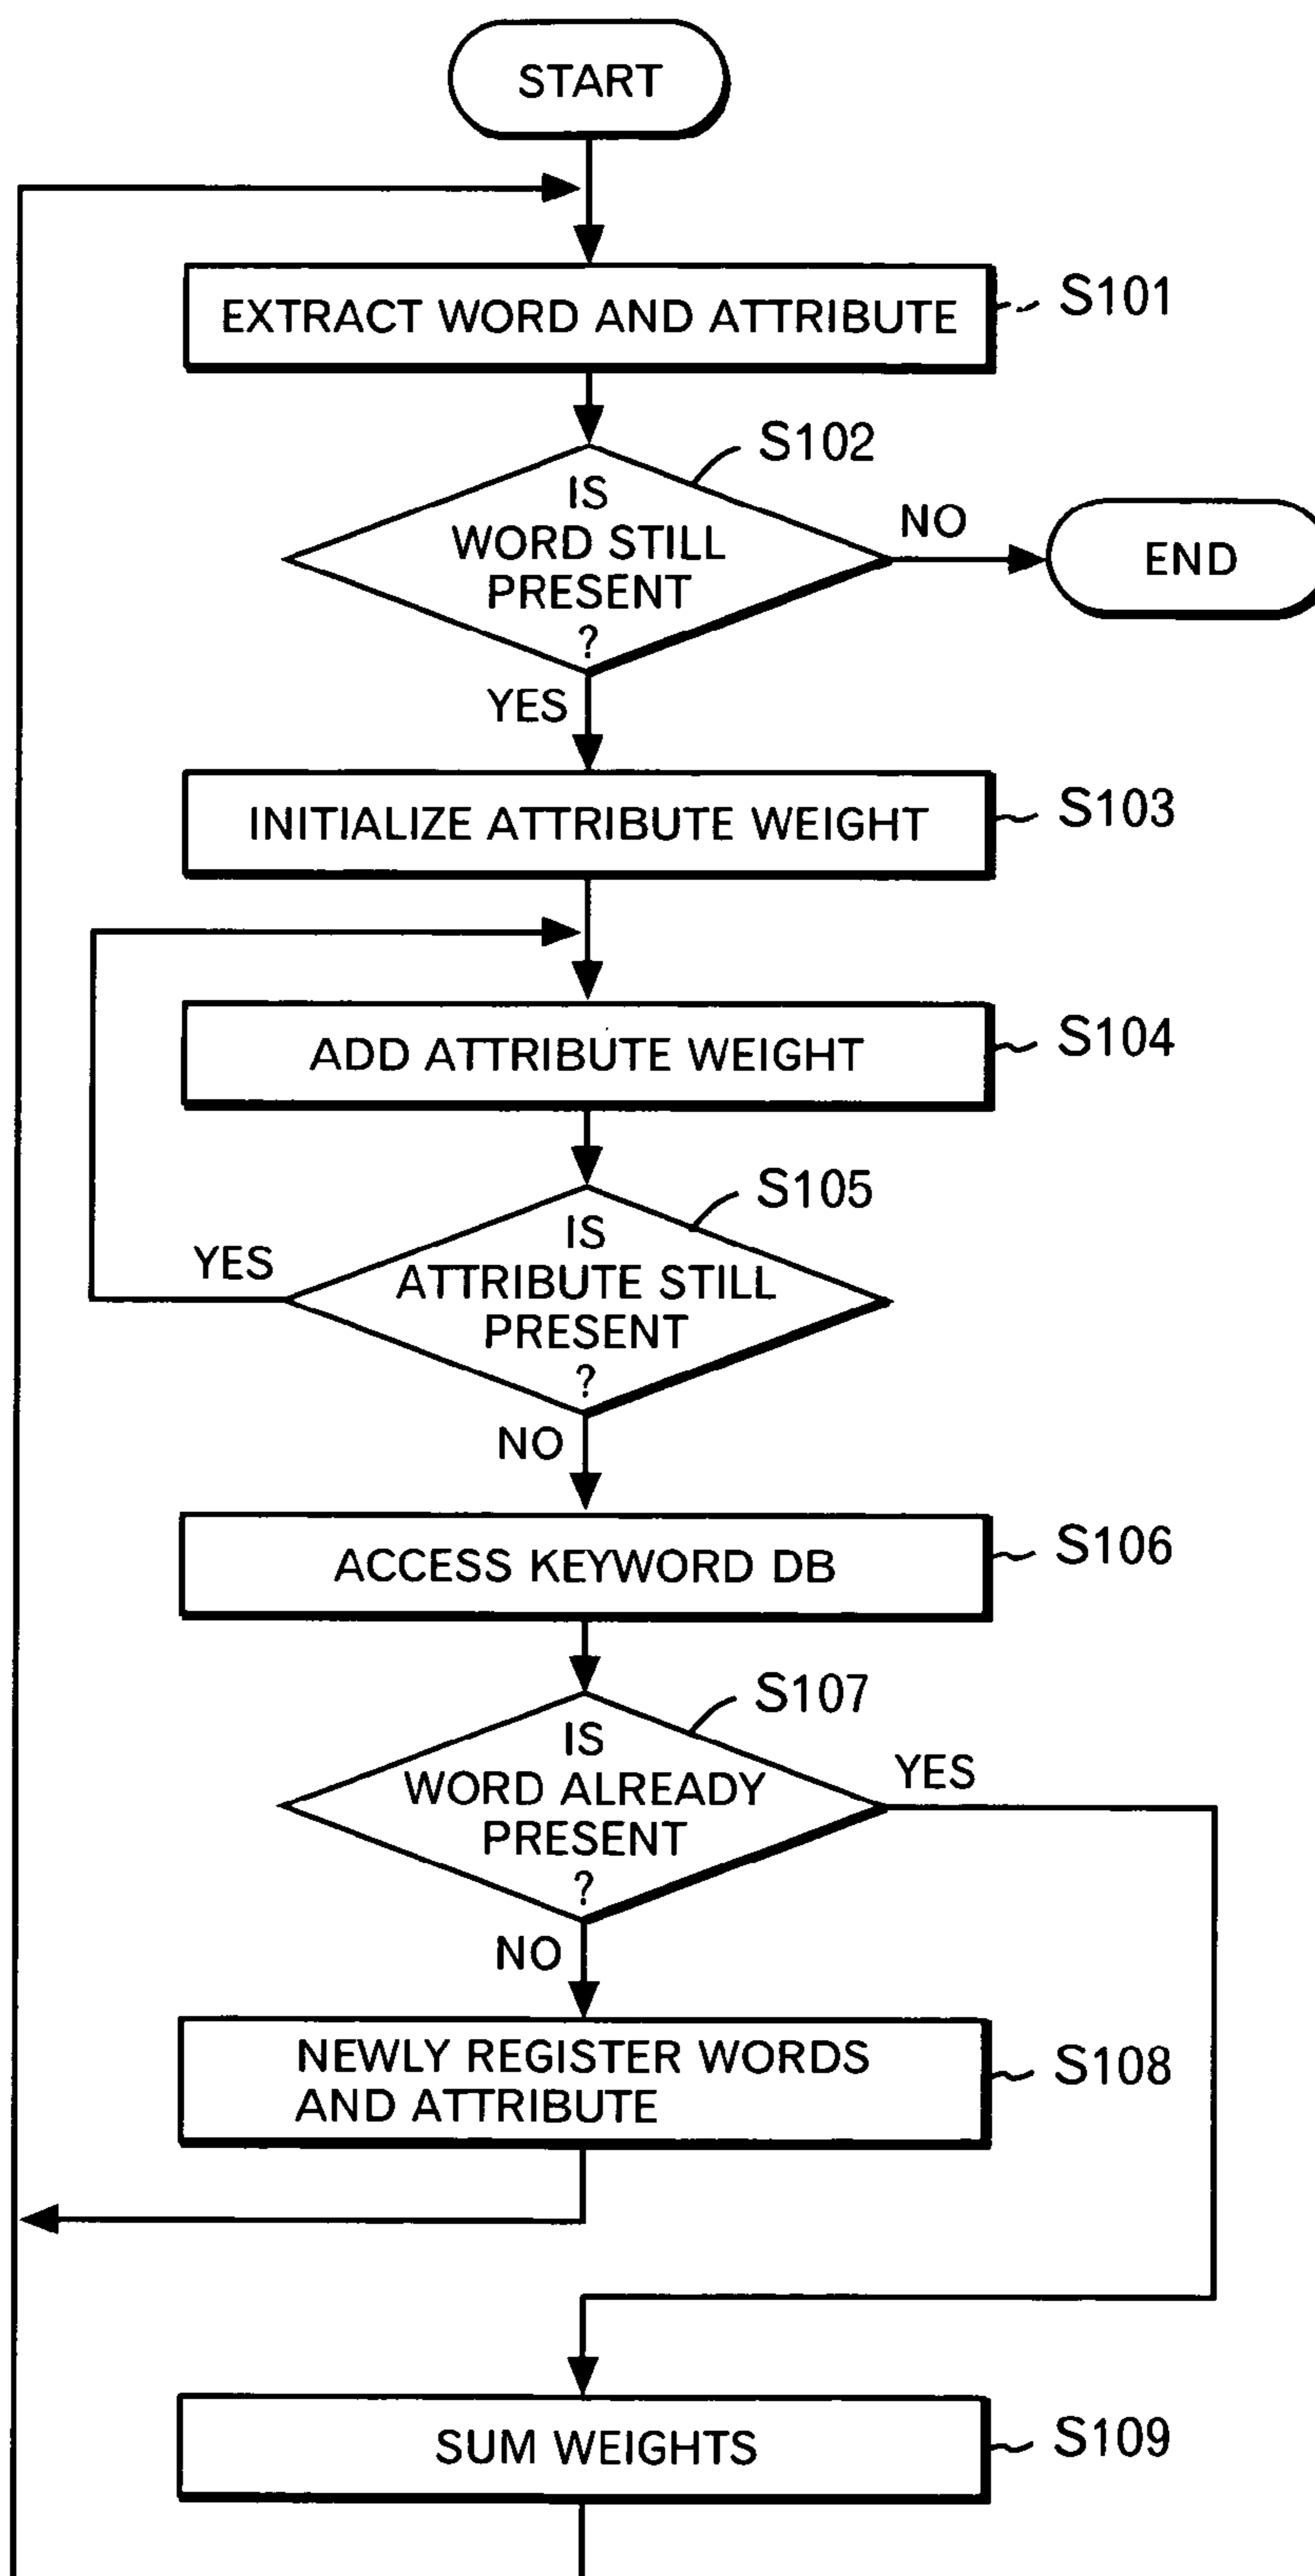 START
EXTRACT WORD AND ATTRIBUTE
S101
S102
IS
WORD STILL
PRESENT
?
NO
END
YES
INITIALIZE ATTRIBUTE WEIGHT
S103
ADD ATTRIBUTE WEIGHT
S104
S105
IS
ATTRIBUTE STILL
PRESENT
?
YES
NO
ACCESS KEYWORD DB
S106
S107
IS
WORD ALREADY
PRESENT
?
YES
NO
NEWLY REGISTER WORDS
AND ATTRIBUTE
S108
SUM WEIGHTS
S109